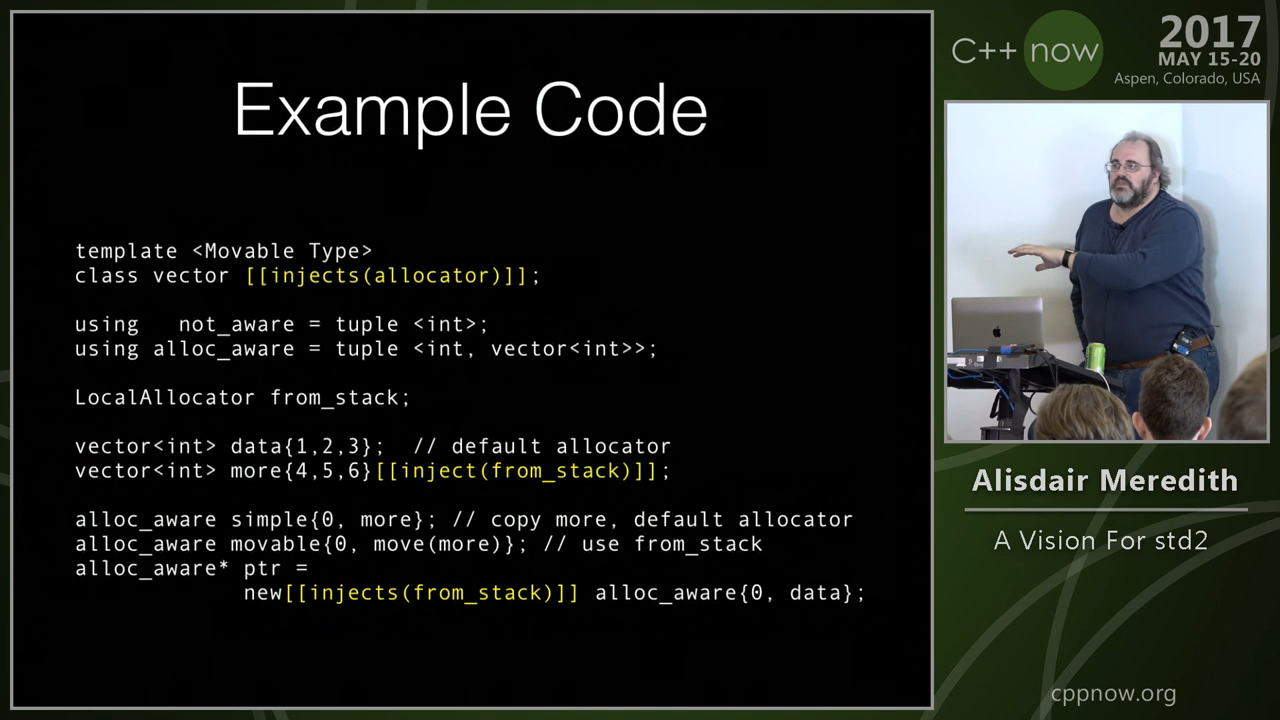 Example Code
template <Movable Type>
class vector [[injects(allocator)]];
using   not_aware = tuple <int>;
using alloc_aware = tuple <int, vector<int>>;
LocalAllocator from_stack;
vector<int> data{1,2,3};  // default allocator
vector<int> more{4,5,6}[[inject(from_stack)]];
alloc_aware simple{0, more}; // copy more, default allocator
alloc_aware movable{0, move(more)}; // use from_stack
alloc_aware* ptr =
             new[[injects(from_stack)]] alloc_aware{0, data};
C++ now
2017
MAY 15-20
Aspen, Colorado, USA
Alisdair Meredith
A Vision For std2
cppnow.org